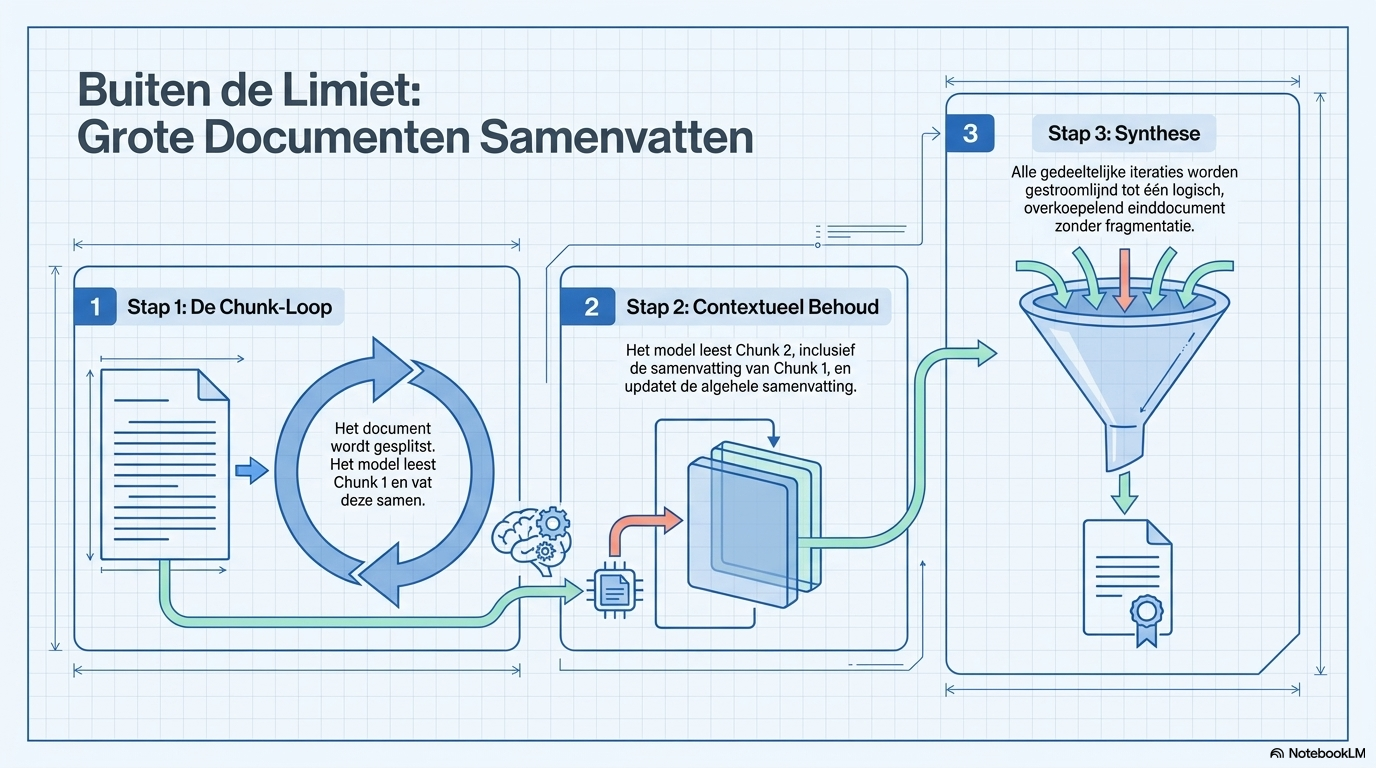 Buiten de Limiet:
Grote Documenten Samenvatten
1
Stap 1: De Chunk-Loop
Het document
wordt gesplitst.
Het model leest
Chunk 1 en vat
deze samen.
2
Stap 2: Contextueel Behoud
Het model leest Chunk 2, inclusief
de samenvatting van Chunk 1, en
updatet de algehele samenvatting.
3
Stap 3: Synthese
Alle gedeeltelijke iteraties worden
gestroomlijnd tot één logisch,
overkoepelend einddocument
zonder fragmentatie.
NotebookLM